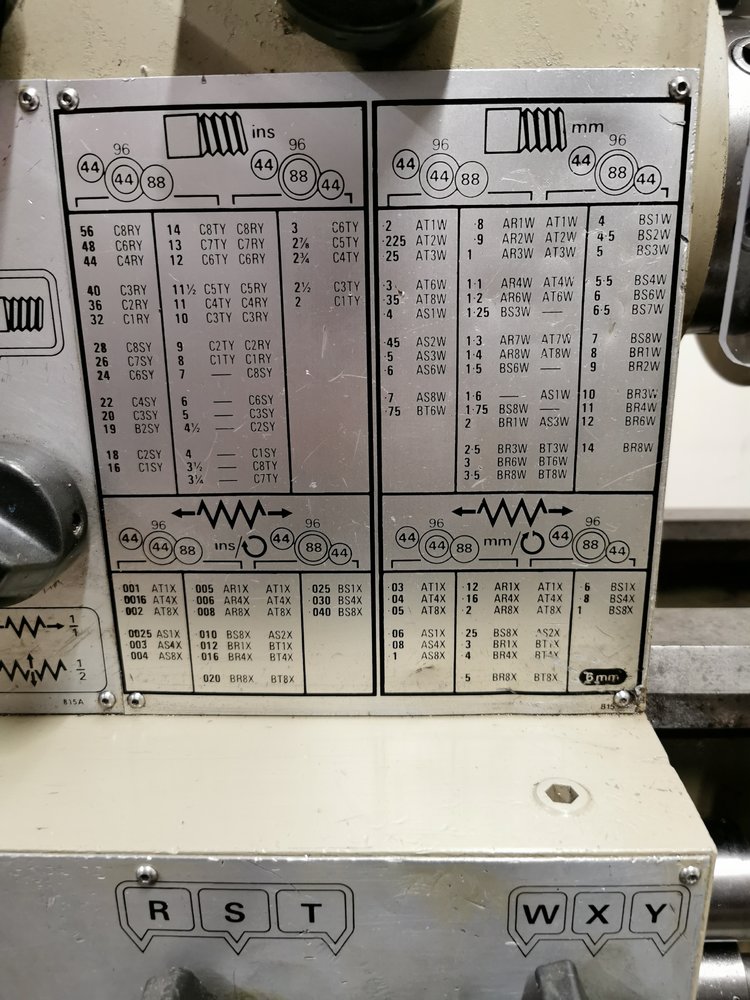 ins
96
44
44
88
96
44
88
44
56 C8RY
48 C6RY
44 C4RY
40 C3RY
36 C2RY
32 C1RY
28 C8SY
26 C7SY
24 C6SY
22 C4SY
20 C3SY
19 B2SY
18 C2SY
16 C1SY
14 C8TY C8RY
13 C7TY C7RY
12 C6TY C6RY
11½ C5TY C5RY
11 C4TY C4RY
10 C3TY C3RY
9 C2TY C2RY
8 C1TY C1RY
7 — C8SY
6 — C6SY
5 — C3SY
4½ — C2SY
4 — C1SY
3½ — C8TY
3¼ — C7TY
3 C6TY
2⅞ C5TY
2¾ C4TY
2½ C3TY
2 C1TY
mm
96
44
44
88
96
44
88
44
·2 AT1W
·225 AT2W
·25 AT3W
·3 AT6W
·35 AT8W
·4 AS1W
·45 AS2W
·5 AS3W
·6 AS6W
·7 AS8W
·75 BT6W
·8 AR1W AT1W
·9 AR2W AT2W
1 AR3W AT3W
1·1 AR4W AT4W
1·2 AR6W AT6W
1·25 BS3W —
1·3 AR7W AT7W
1·4 AR8W AT8W
1·5 BS6W —
1·6 — AS1W
1·75 BS8W —
2 BR1W AS3W
2·5 BR3W BT3W
3 BR6W BT6W
3·5 BR8W BT8W
4 BS1W
4·5 BS2W
5 BS3W
5·5 BS4W
6 BS6W
6·5 BS7W
7 BS8W
8 BR1W
9 BR2W
10 BR3W
11 BR4W
12 BR6W
14 BR8W
96
44
44
88
ins/
96
44
88
44
·001 AT1X
·0016 AT4X
·002 AT8X
·0025 AS1X
·003 AS4X
·004 AS8X
·005 AR1X AT1X
·006 AR4X AT4X
·008 AR8X AT8X
·010 BS8X AS2X
·012 BR1X BT1X
·016 BR4X BT4X
·020 BR8X BT8X
·025 BS1X
·030 BS4X
·040 BS8X
96
44
44
88
mm/
96
44
88
44
·03 AT1X
·04 AT4X
·05 AT8X
·06 AS1X
·08 AS4X
·1 AS8X
·12 AR1X AT1X
·16 AR4X AT4X
·2 AR8X AT8X
·25 BS8X AS2X
·3 BR1X BT1X
·4 BR4X BT4X
·5 BR8X BT8X
·6 BS1X
·8 BS4X
1 BS8X
6mm
1/1
1/2
815A
R S T
W X Y